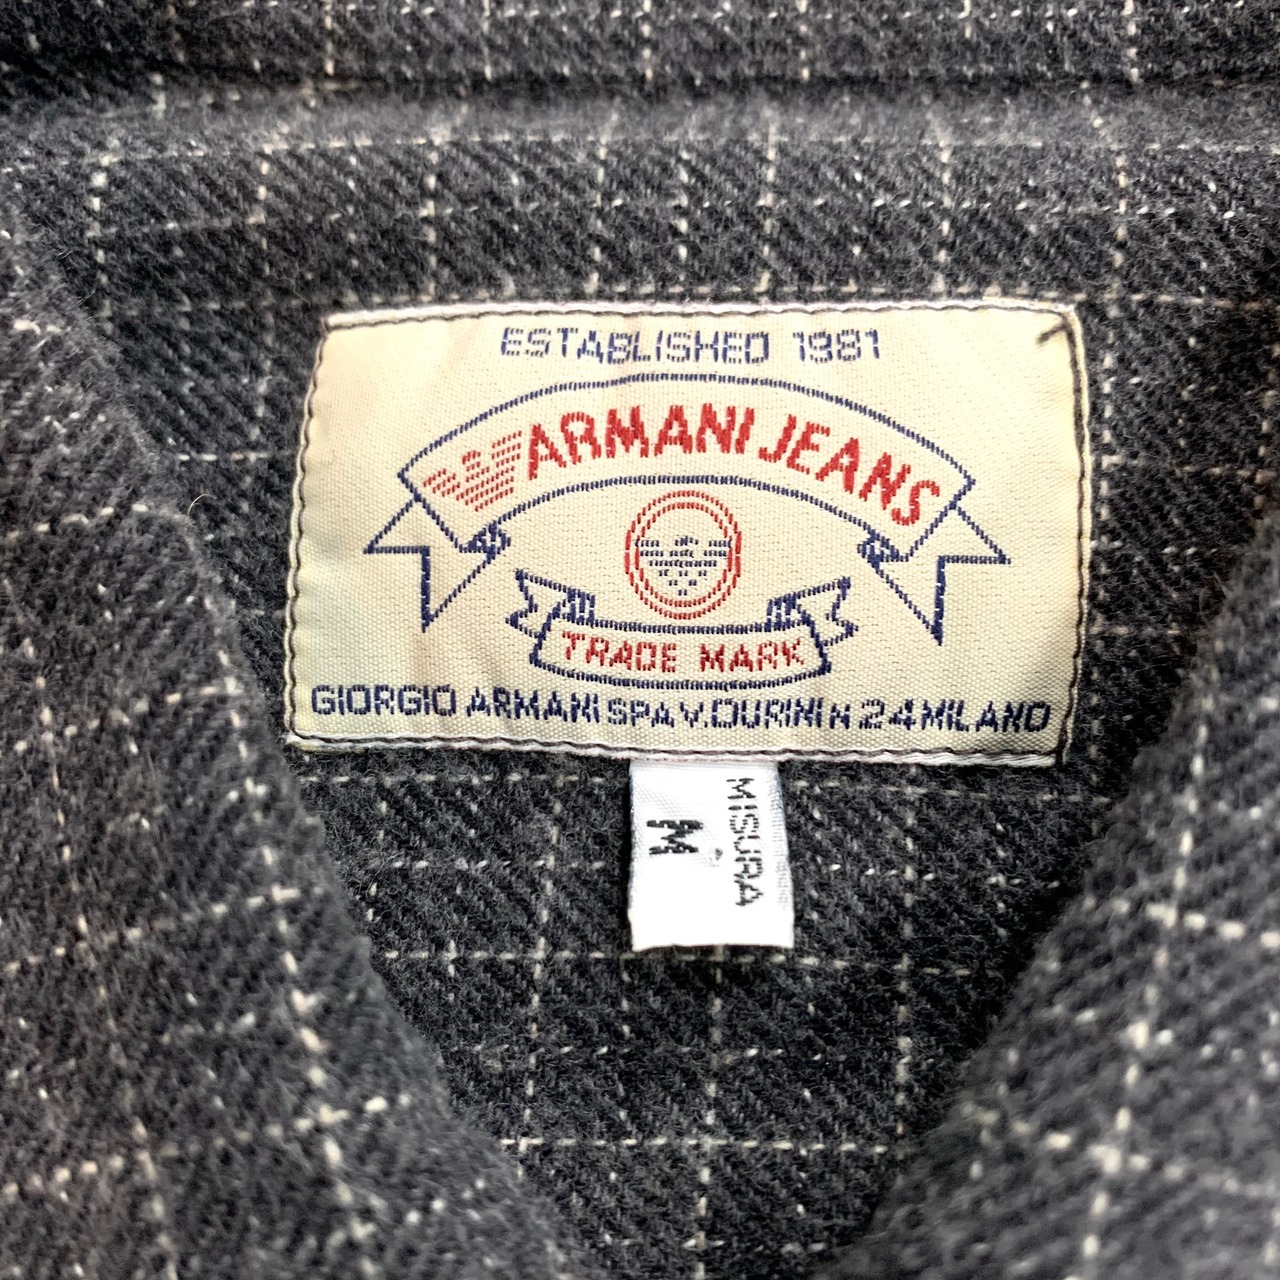 ESTABLISHED 1981
ARMANI JEANS
TRADE MARK
GIORGIO ARMANI SPA V. DURINI N 24 MILANO
MISURA
M